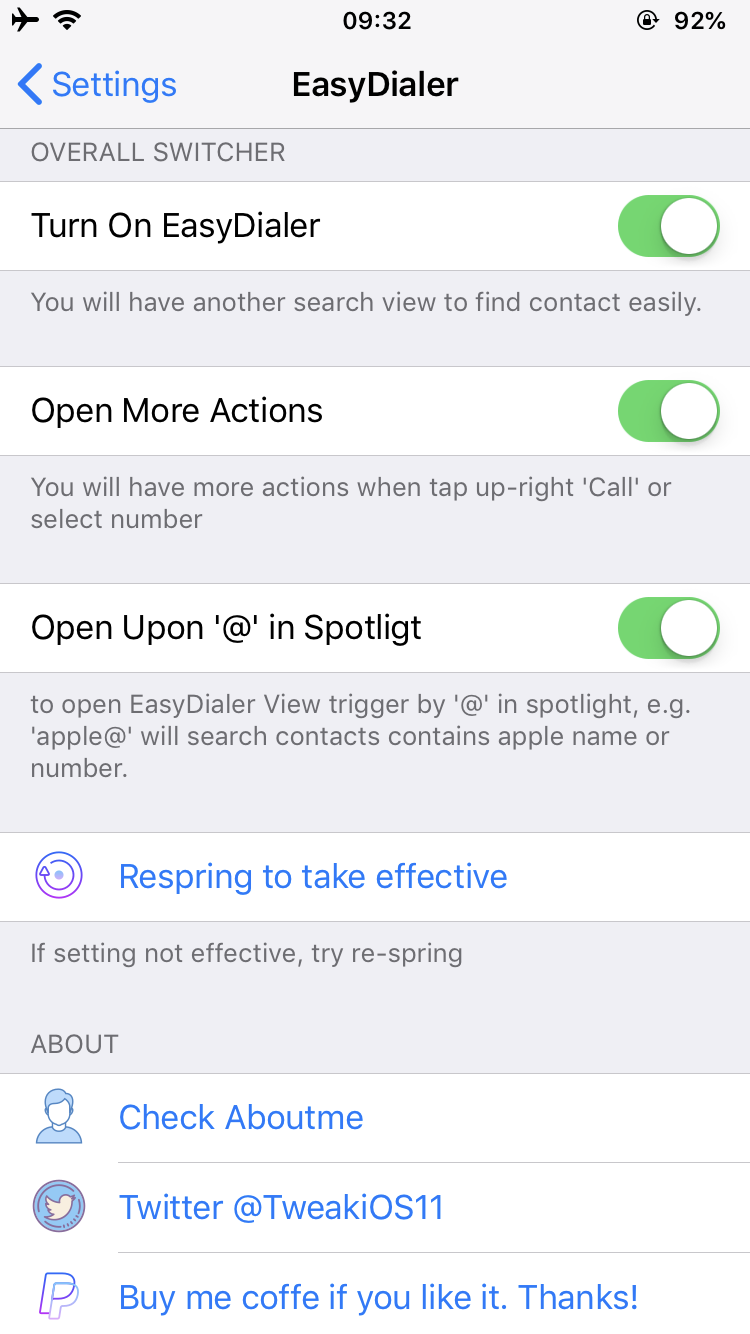 09:32
92%
Settings
EasyDialer
OVERALL SWITCHER
Turn On EasyDialer
You will have another search view to find contact easily.
Open More Actions
You will have more actions when tap up-right 'Call' or
select number
Open Upon '@' in Spotligt
to open EasyDialer View trigger by '@' in spotlight, e.g.
'apple@' will search contacts contains apple name or
number.
Respring to take effective
If setting not effective, try re-spring
ABOUT
Check Aboutme
Twitter @TweakiOS11
Buy me coffe if you like it. Thanks!